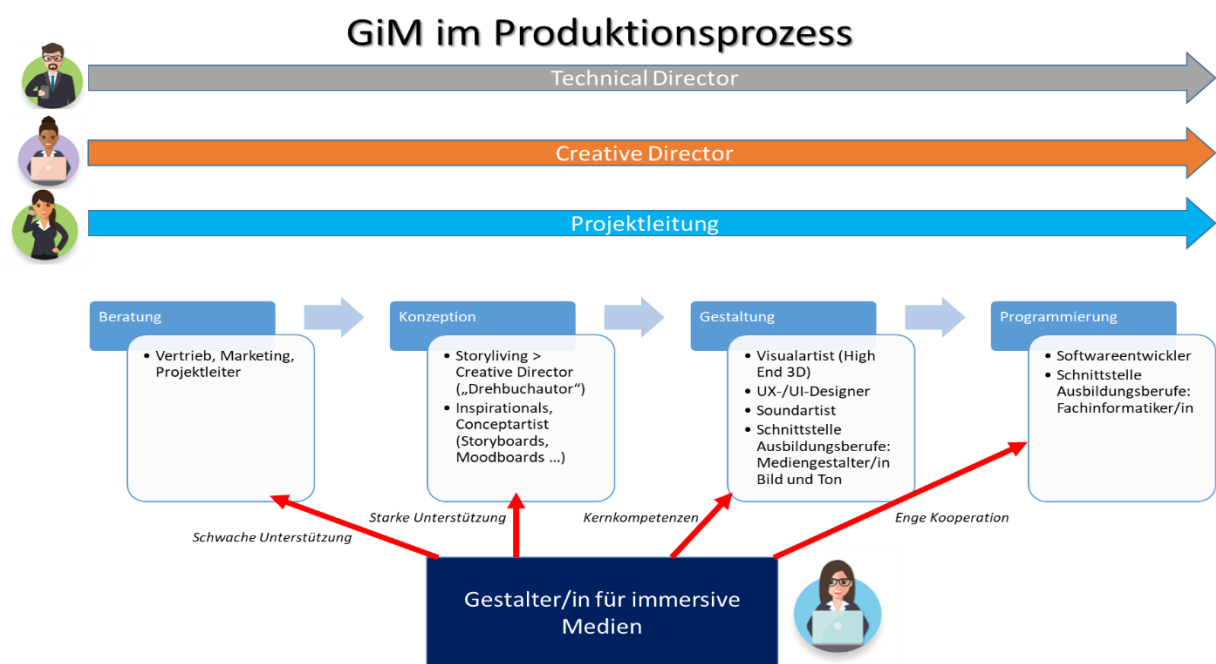 GiM im Produktionsprozess
Technical Director
Creative Director
Projektleitung
Beratung
• Vertrieb, Marketing,
Projektleiter
Konzeption
• Storyliving >
Creative Director
(„Drehbuchautor“)
• Inspirationals,
Conceptartist
(Storyboards,
Moodboards ...)
Gestaltung
• Visualartist (High
End 3D)
• UX-/UI-Designer
• Soundartist
• Schnittstelle
Ausbildungsberufe:
Mediengestalter/in
Bild und Ton
Programmierung
• Softwareentwickler
• Schnittstelle
Ausbildungsberufe:
Fachinformatiker/in
Schwache Unterstützung
Starke Unterstützung
Kernkompetenzen
Enge Kooperation
Gestalter/in für immersive
Medien